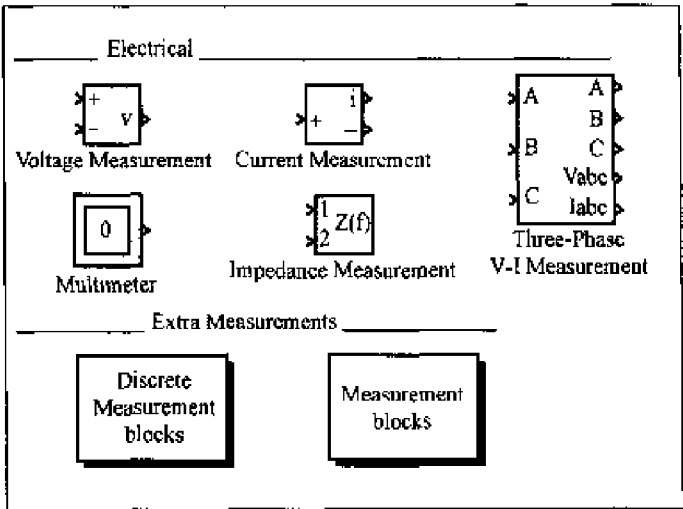 Electrical
+
−
v
Voltage Measurement
i
+
−
Current Measurement
A
B
C
A
B
C
Vabc
Iabc
Three-Phase
V-I Measurement
0
Multimeter
1
2
Z(f)
Impedance Measurement
Extra Measurements
Discrete
Measurement
blocks
Measurement
blocks